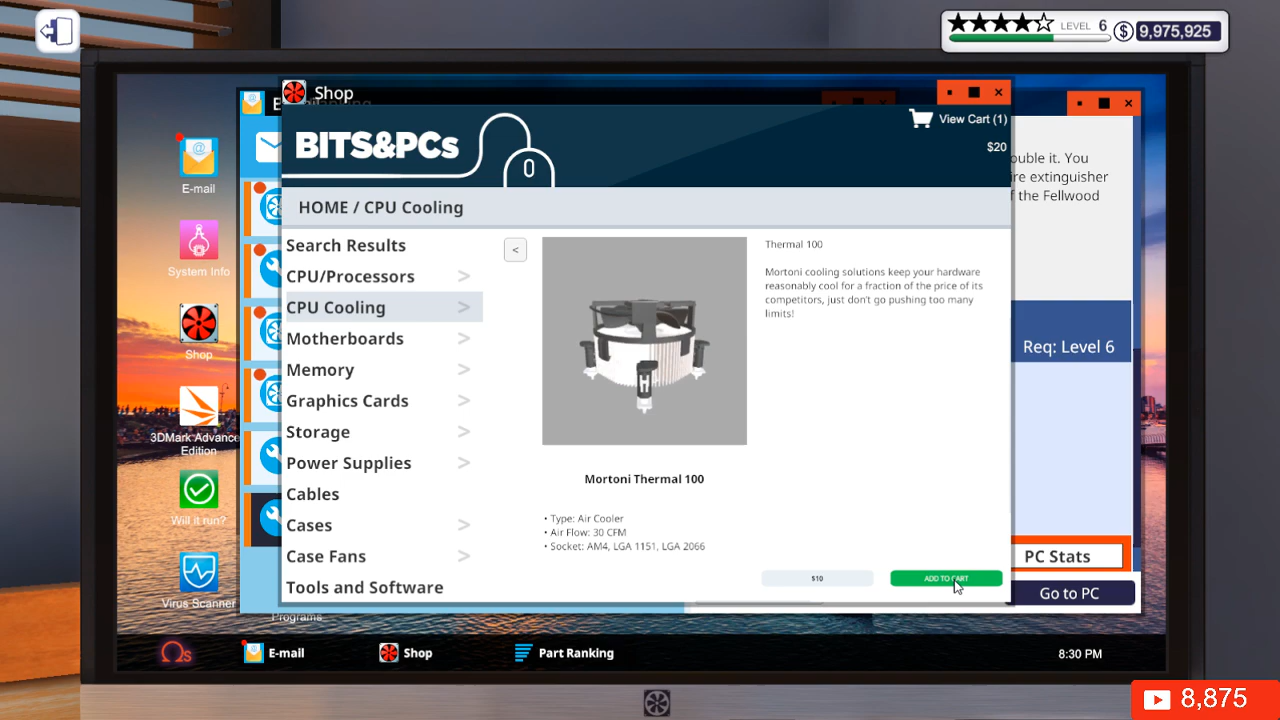 LEVEL 6
$ 9,975,925
Shop
View Cart (1)
$20
BITS&PCs
HOME / CPU Cooling
Search Results
CPU/Processors >
CPU Cooling >
Motherboards >
Memory >
Graphics Cards >
Storage >
Power Supplies >
Cables
Cases >
Case Fans >
Tools and Software
<
Thermal 100
Mortoni cooling solutions keep your hardware
reasonably cool for a fraction of the price of its
competitors, just don't go pushing too many
limits!
Mortoni Thermal 100
• Type: Air Cooler
• Air Flow: 30 CFM
• Socket: AM4, LGA 1151, LGA 2066
$10
ADD TO CART
ouble it. You
ire extinguisher
f the Fellwood
Req: Level 6
PC Stats
Go to PC
E-mail
System Info
Shop
3DMark Advance
Edition
Will it run?
Virus Scanner
Programs
E-mail
Shop
Part Ranking
8:30 PM
8,875